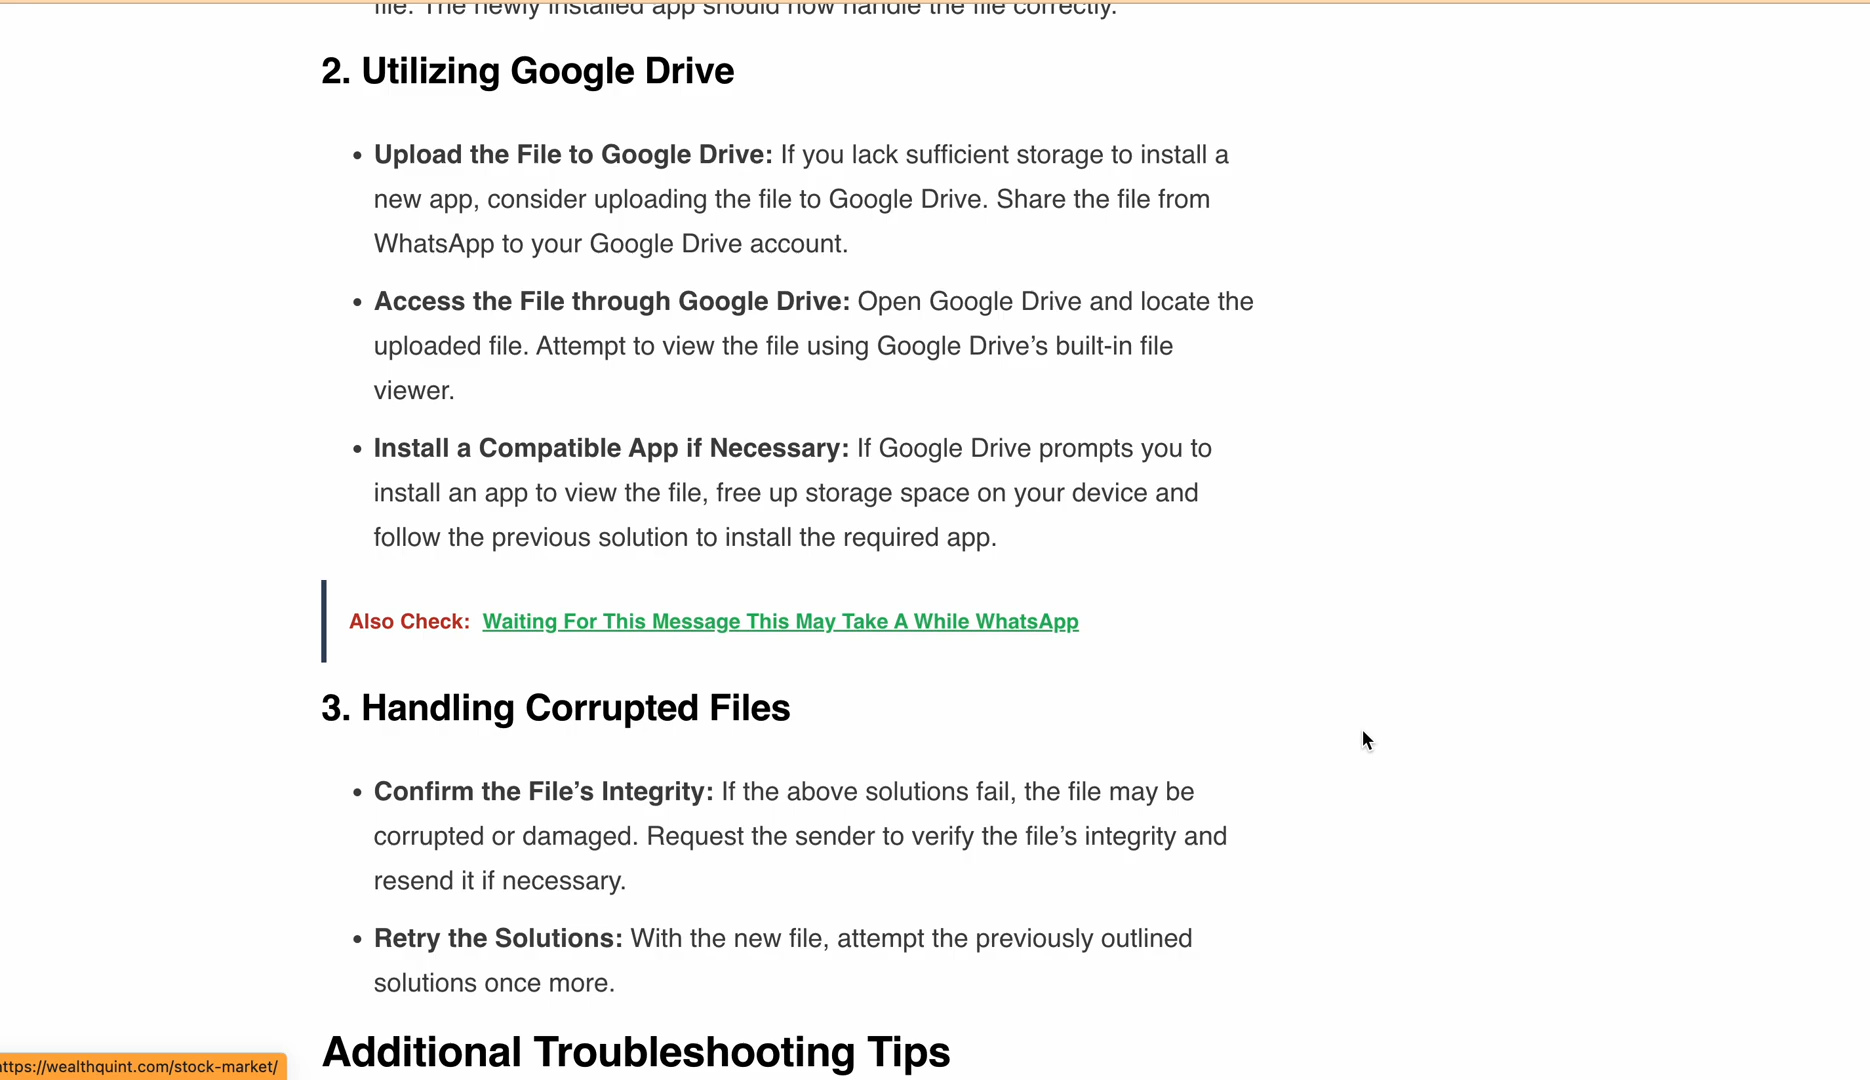 file. The newly installed app should now handle the file correctly.
2. Utilizing Google Drive
• Upload the File to Google Drive: If you lack sufficient storage to install a
new app, consider uploading the file to Google Drive. Share the file from
WhatsApp to your Google Drive account.
• Access the File through Google Drive: Open Google Drive and locate the
uploaded file. Attempt to view the file using Google Drive’s built-in file
viewer.
• Install a Compatible App if Necessary: If Google Drive prompts you to
install an app to view the file, free up storage space on your device and
follow the previous solution to install the required app.
Also Check: Waiting For This Message This May Take A While WhatsApp
3. Handling Corrupted Files
• Confirm the File’s Integrity: If the above solutions fail, the file may be
corrupted or damaged. Request the sender to verify the file’s integrity and
resend it if necessary.
• Retry the Solutions: With the new file, attempt the previously outlined
solutions once more.
Additional Troubleshooting Tips
https://wealthquint.com/stock-market/